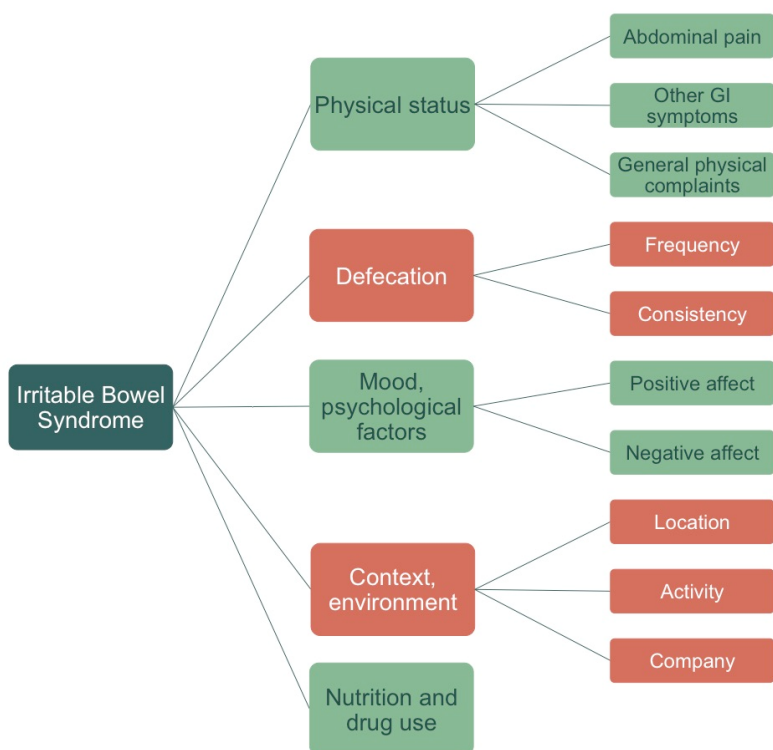 Abdominal pain
Physical status
Other GI
symptoms
General physical
complaints
Frequency
Defecation
Consistency
Irritable Bowel
Syndrome
Mood,
psychological
factors
Positive affect
Negative affect
Location
Context,
environment
Activity
Company
Nutrition and
drug use